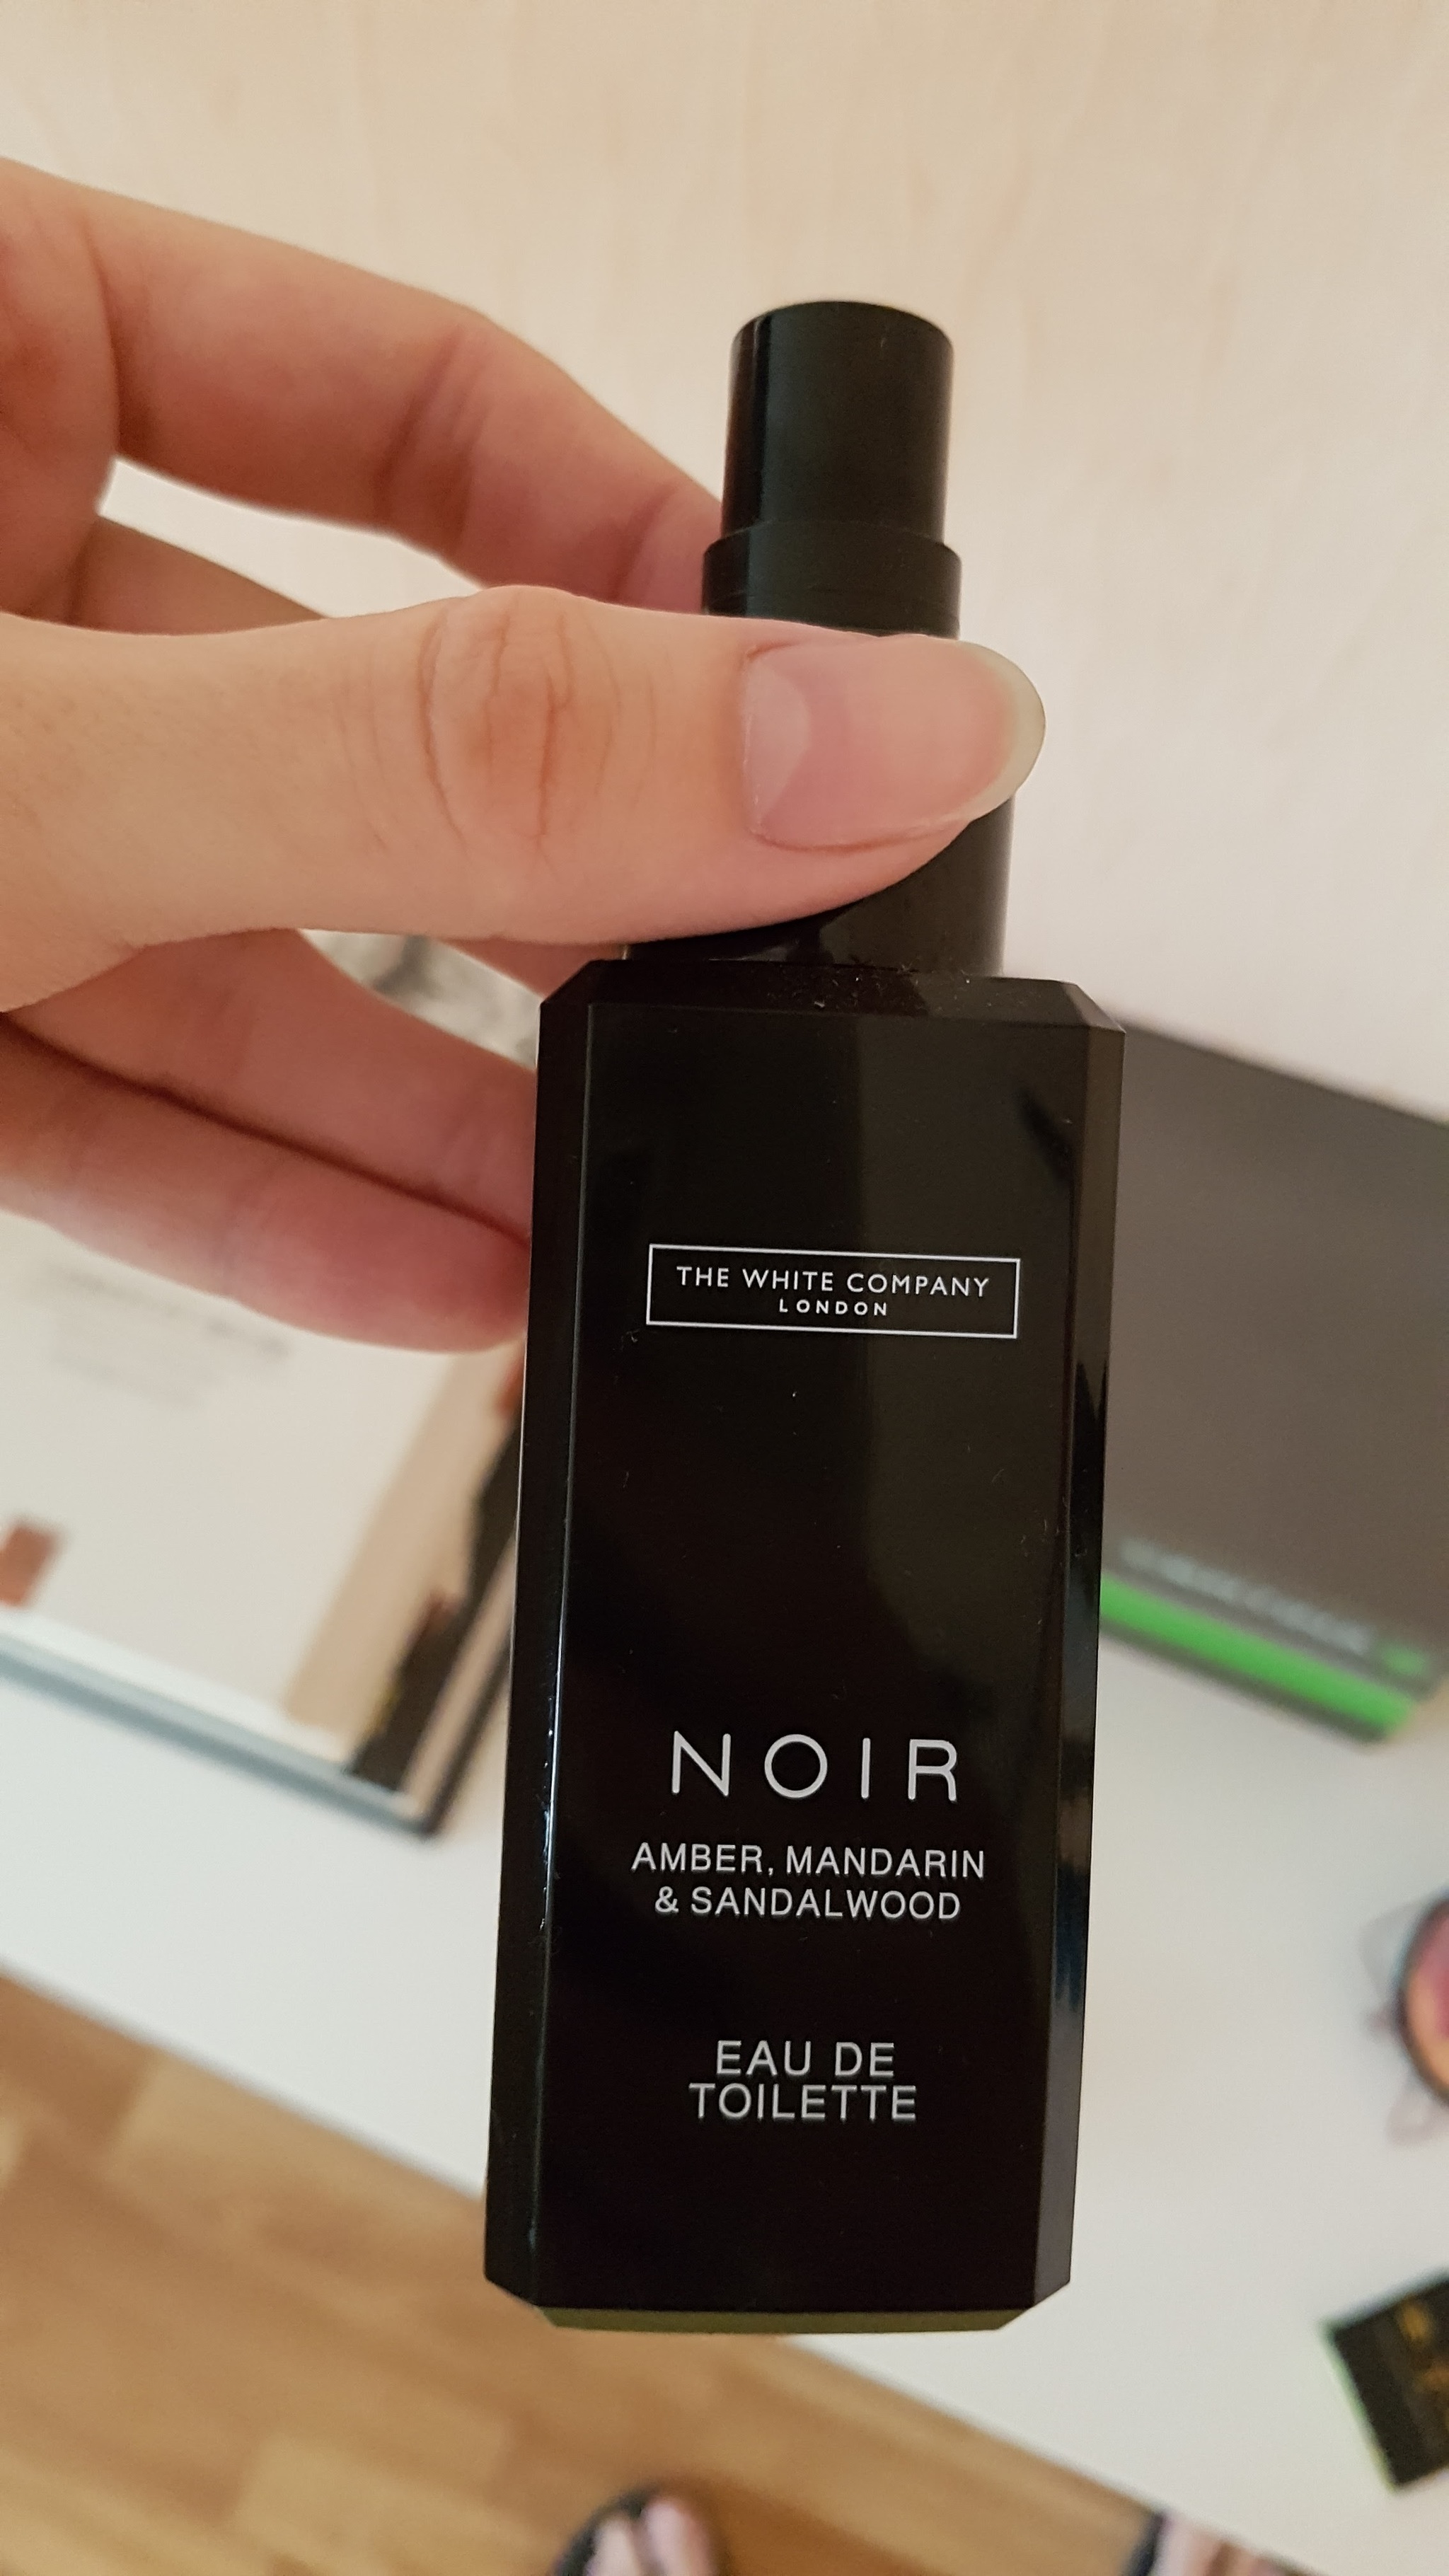 THE WHITE COMPANY
LONDON
NOIR
AMBER, MANDARIN
& SANDALWOOD
EAU DE
TOILETTE